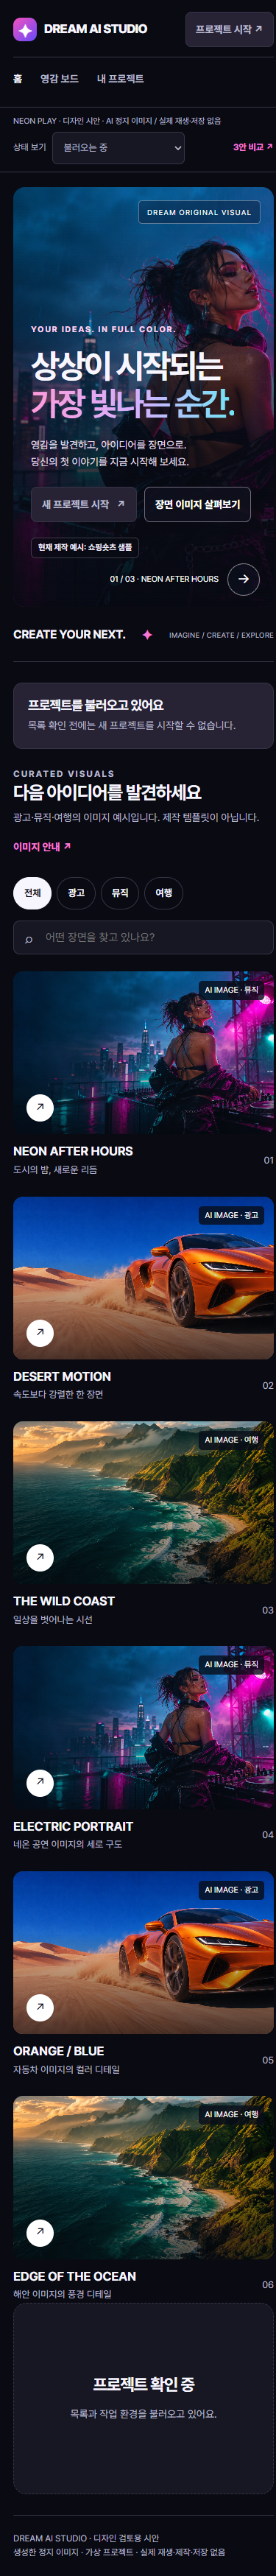 DREAM AI STUDIO
프로젝트 시작 ↗
홈 영감 보드 내 프로젝트
NEON PLAY · 디자인 시안 · AI 정지 이미지 / 실제 재생·저장 없음
상태 보기 불러오는 중 3안 비교 ↗
DREAM ORIGINAL VISUAL
YOUR IDEAS. IN FULL COLOR.
상상이 시작되는
가장 빛나는 순간.
영감을 발견하고, 아이디어를 장면으로.
당신의 첫 이야기를 지금 시작해 보세요.
새 프로젝트 시작 ↗ 장면 이미지 살펴보기
현재 제작 예시: 쇼핑숏츠 샘플
01 / 03 · NEON AFTER HOURS →
CREATE YOUR NEXT. IMAGINE / CREATE / EXPLORE
프로젝트를 불러오고 있어요
목록 확인 전에는 새 프로젝트를 시작할 수 없습니다.
CURATED VISUALS
다음 아이디어를 발견하세요
광고·뮤직·여행의 이미지 예시입니다. 제작 템플릿이 아닙니다.
이미지 안내 ↗
전체 광고 뮤직 여행
어떤 장면을 찾고 있나요?
AI IMAGE · 뮤직
↗
NEON AFTER HOURS
도시의 밤, 새로운 리듬
01
AI IMAGE · 광고
↗
DESERT MOTION
속도보다 강렬한 한 장면
02
AI IMAGE · 여행
↗
THE WILD COAST
일상을 벗어나는 시선
03
AI IMAGE · 뮤직
↗
ELECTRIC PORTRAIT
네온 공연 이미지의 세로 구도
04
AI IMAGE · 광고
↗
ORANGE / BLUE
자동차 이미지의 컬러 디테일
05
AI IMAGE · 여행
↗
EDGE OF THE OCEAN
해안 이미지의 풍경 디테일
06
프로젝트 확인 중
목록과 작업 환경을 불러오고 있어요.
DREAM AI STUDIO · 디자인 검토용 시안
생성한 정지 이미지 · 가상 프로젝트 · 실제 재생·제작·저장 없음